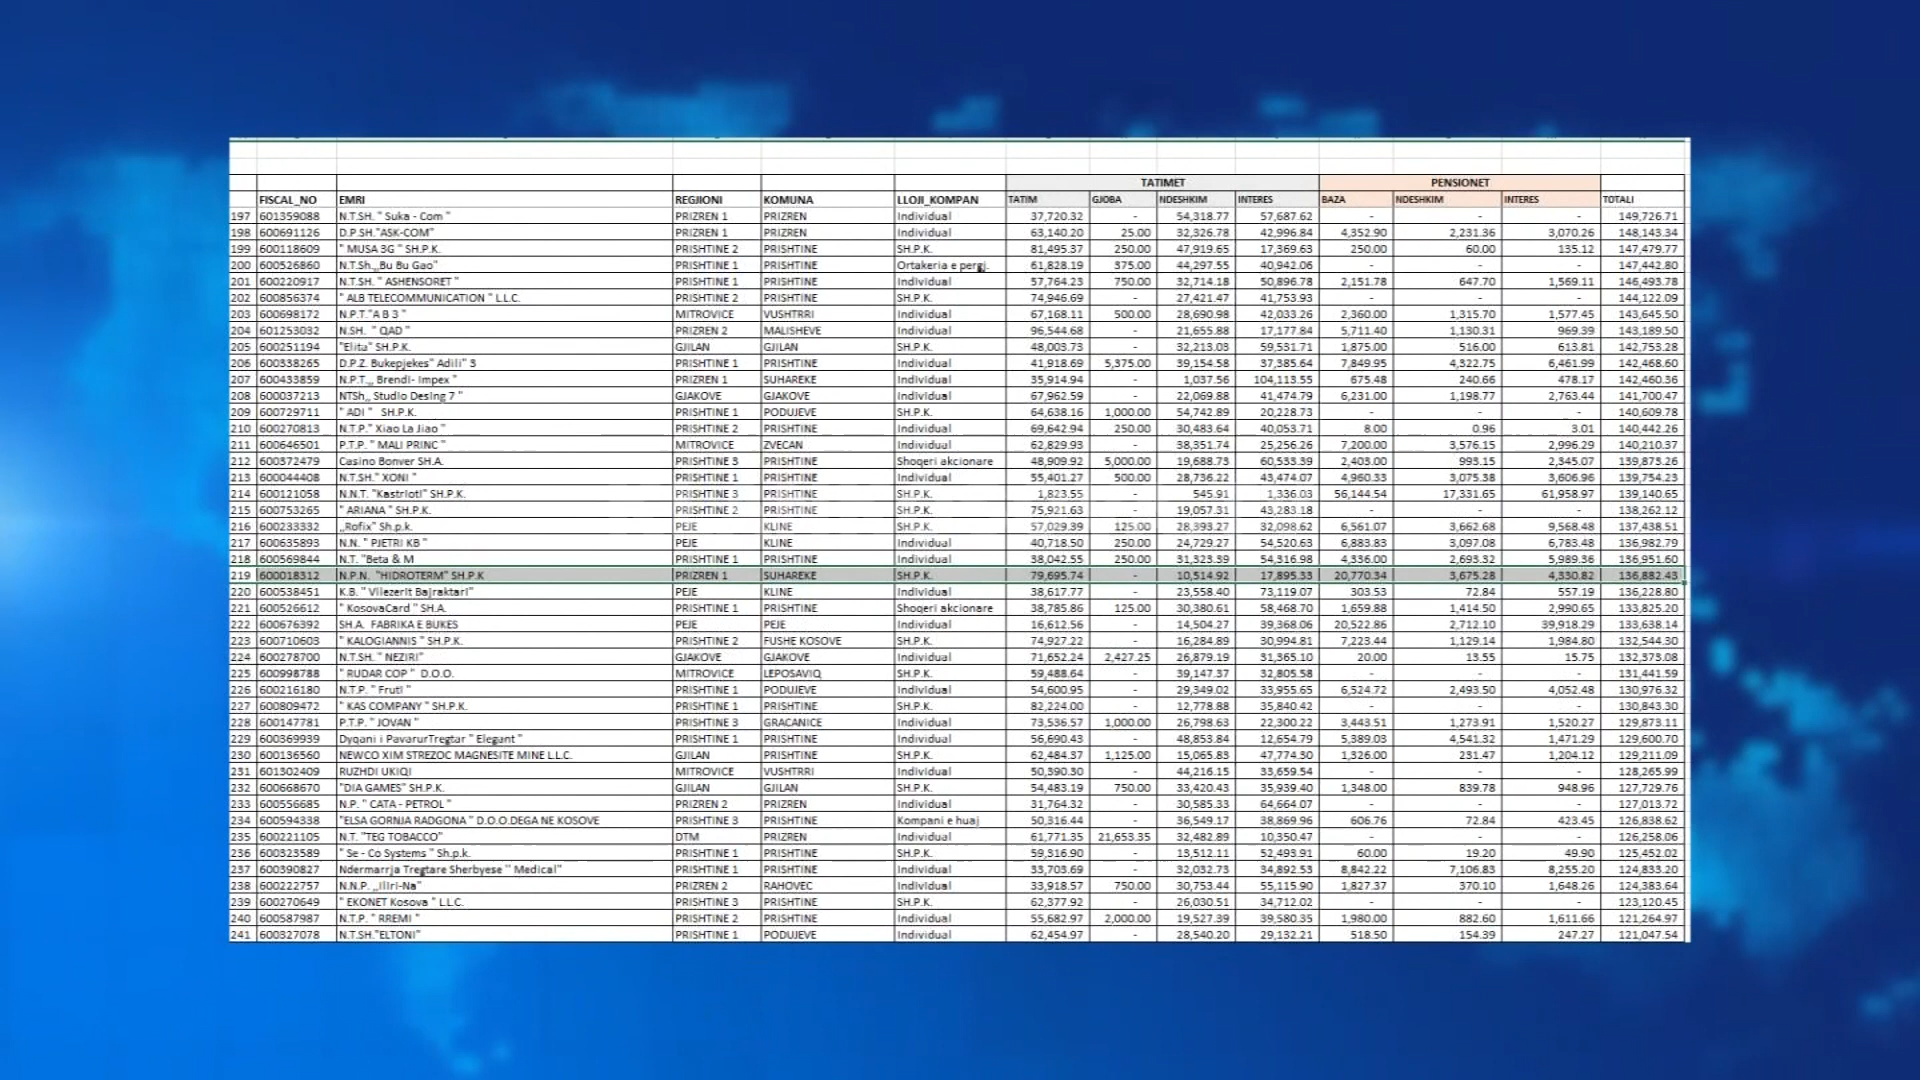 TATIMET PENSIONET
FISCAL_NO EMRI REGJIONI KOMUNA LLOJI_KOMPAN TATIM GJOBA NDESHKIM INTERES BAZA NDESHKIM INTERES TOTALI
197 601359088 N.T.SH. " Suka - Com " PRIZREN 1 PRIZREN Individual 37,720.32 - 54,318.77 57,687.62 - - - 149,726.71
198 600691126 D.P.SH."ASK-COM" PRIZREN 1 PRIZREN Individual 63,140.20 25.00 32,326.78 42,996.84 4,352.90 2,231.36 3,070.26 148,143.34
199 600118609 " MUSA 3G " SH.P.K. PRISHTINE 2 PRISHTINE SH.P.K. 81,495.37 250.00 47,919.65 17,369.63 250.00 60.00 135.12 147,479.77
200 600526860 N.T.Sh.,,Bu Bu Gao" PRISHTINE 1 PRISHTINE Ortakeria e pergj. 61,828.19 375.00 44,297.55 40,942.06 - - - 147,442.80
201 600220917 N.T.SH. " ASHENSORET " PRISHTINE 1 PRISHTINE Individual 57,764.23 750.00 32,714.18 50,896.78 2,151.78 647.70 1,569.11 146,493.78
202 600856374 " ALB TELECOMMUNICATION " L.L.C. PRISHTINE 2 PRISHTINE SH.P.K. 74,946.69 - 27,421.47 41,753.93 - - - 144,122.09
203 600698172 N.P.T."A B 3 " MITROVICE VUSHTRRI Individual 67,168.11 500.00 28,690.98 42,033.26 2,360.00 1,315.70 1,577.45 143,645.50
204 601253032 N.SH. " QAD " PRIZREN 2 MALISHEVE Individual 96,544.68 - 21,655.88 17,177.84 5,711.40 1,130.31 969.39 143,189.50
205 600251194 "Elita" SH.P.K. GJILAN GJILAN SH.P.K. 48,003.73 - 32,213.03 59,531.71 1,875.00 516.00 613.81 142,753.28
206 600338265 D.P.Z. Bukepjekes" Adili" 3 PRISHTINE 1 PRISHTINE Individual 41,918.69 5,375.00 39,154.58 37,385.64 7,849.95 4,322.75 6,461.99 142,468.60
207 600433859 N.P.T.,, Brendi- Impex " PRIZREN 1 SUHAREKE Individual 35,914.94 - 1,037.56 104,113.55 675.48 240.66 478.17 142,460.36
208 600037213 NTSh,, Studio Desing 7 " GJAKOVE GJAKOVE Individual 67,962.59 - 22,069.88 41,474.79 6,231.00 1,198.77 2,763.44 141,700.47
209 600729711 " ADI " SH.P.K. PRISHTINE 1 PODUJEVE SH.P.K. 64,638.16 1,000.00 54,742.89 20,228.73 - - - 140,609.78
210 600270813 N.T.P." Xiao La Jiao " PRISHTINE 2 PRISHTINE Individual 69,642.94 250.00 30,483.64 40,053.71 8.00 0.96 3.01 140,442.26
211 600646501 P.T.P. " MALI PRINC " MITROVICE ZVECAN Individual 62,829.93 - 38,351.74 25,256.26 7,200.00 3,576.15 2,996.29 140,210.37
212 600372479 Casino Bonver SH.A. PRISHTINE 3 PRISHTINE Shoqeri akcionare 48,909.92 5,000.00 19,688.73 60,533.39 2,403.00 993.15 2,345.07 139,873.26
213 600044408 N.T.SH." XONI " PRISHTINE 1 PRISHTINE Individual 55,401.27 500.00 28,736.22 43,474.07 4,960.33 3,075.38 3,606.96 139,754.23
214 600121058 N.N.T. "Kastrioti" SH.P.K. PRISHTINE 3 PRISHTINE SH.P.K. 1,823.55 - 545.91 1,336.03 56,144.54 17,331.65 61,958.97 139,140.65
215 600753265 " ARIANA " SH.P.K. PRISHTINE 2 PRISHTINE SH.P.K. 75,921.63 - 19,057.31 43,283.18 - - - 138,262.12
216 600233332 ,,Rofix" Sh.p.k. PEJE KLINE SH.P.K. 57,029.39 125.00 28,393.27 32,098.62 6,561.07 3,662.68 9,568.48 137,438.51
217 600635893 N.N. " PJETRI KB " PEJE KLINE Individual 40,718.50 250.00 24,729.27 54,520.63 6,883.83 3,097.08 6,783.48 136,982.79
218 600569844 N.T. "Beta & M PRISHTINE 1 PRISHTINE Individual 38,042.55 250.00 31,323.39 54,316.98 4,336.00 2,693.32 5,989.36 136,951.60
219 600018312 N.P.N. "HIDROTERM" SH.P.K PRIZREN 1 SUHAREKE SH.P.K. 79,695.74 - 10,514.92 17,895.33 20,770.34 3,675.28 4,330.82 136,882.43
220 600538451 K.B. " Vllezerit Bajraktari" PEJE KLINE Individual 38,617.77 - 23,558.40 73,119.07 303.53 72.84 557.19 136,228.80
221 600526612 " KosovaCard " SH.A. PRISHTINE 1 PRISHTINE Shoqeri akcionare 38,785.86 125.00 30,380.61 58,468.70 1,659.88 1,414.50 2,990.65 133,825.20
222 600676392 SH.A. FABRIKA E BUKES PEJE PEJE Individual 16,612.56 - 14,504.27 39,368.06 20,522.86 2,712.10 39,918.29 133,638.14
223 600710603 " KALOGIANNIS " SH.P.K. PRISHTINE 2 FUSHE KOSOVE SH.P.K. 74,927.22 - 16,284.89 30,994.81 7,223.44 1,129.14 1,984.80 132,544.30
224 600278700 N.T.SH. " NEZIRI" GJAKOVE GJAKOVE Individual 71,652.24 2,427.25 26,879.19 31,365.10 20.00 13.55 15.75 132,373.08
225 600998788 " RUDAR COP " D.O.O. MITROVICE LEPOSAVIQ SH.P.K. 59,488.64 - 39,147.37 32,805.58 - - - 131,441.59
226 600216180 N.T.P. " Fruti " PRISHTINE 1 PODUJEVE Individual 54,600.95 - 29,349.02 33,955.65 6,524.72 2,493.50 4,052.48 130,976.32
227 600809472 " KAS COMPANY " SH.P.K. PRISHTINE 1 PRISHTINE SH.P.K. 82,224.00 - 12,778.88 35,840.42 - - - 130,843.30
228 600147781 P.T.P. " JOVAN " PRISHTINE 3 GRACANICE Individual 73,536.57 1,000.00 26,798.63 22,300.22 3,443.51 1,273.91 1,520.27 129,873.11
229 600369939 Dyqani i PavarurTregtar " Elegant " PRISHTINE 1 PRISHTINE Individual 56,690.43 - 48,853.84 12,654.79 5,389.03 4,541.32 1,471.29 129,600.70
230 600136560 NEWCO XIM STREZOC MAGNESITE MINE L.L.C. GJILAN PRISHTINE SH.P.K. 62,484.37 1,125.00 15,065.83 47,774.30 1,326.00 231.47 1,204.12 129,211.09
231 601302409 RUZHDI UKIQI MITROVICE VUSHTRRI Individual 50,390.30 - 44,216.15 33,659.54 - - - 128,265.99
232 600668670 "DIA GAMES" SH.P.K. GJILAN GJILAN SH.P.K. 54,483.19 750.00 33,420.43 35,939.40 1,348.00 839.78 948.96 127,729.76
233 600556685 N.P. " CATA - PETROL " PRIZREN 2 PRIZREN Individual 31,764.32 - 30,585.33 64,664.07 - - - 127,013.72
234 600594338 "ELSA GORNJA RADGONA " D.O.O.DEGA NE KOSOVE PRISHTINE 3 PRISHTINE Kompani e huaj 50,316.44 - 36,549.17 38,869.96 606.76 72.84 423.45 126,838.62
235 600221105 N.T. "TEG TOBACCO" DTM PRIZREN Individual 61,771.35 21,653.35 32,482.89 10,350.47 - - - 126,258.06
236 600323589 " Se - Co Systems " Sh.p.k. PRISHTINE 1 PRISHTINE SH.P.K. 59,316.90 - 13,512.11 52,493.91 60.00 19.20 49.90 125,452.02
237 600390827 Ndermarrja Tregtare Sherbyese " Medical" PRISHTINE 1 PRISHTINE Individual 33,703.69 - 32,032.73 34,892.53 8,842.22 7,106.83 8,255.20 124,833.20
238 600222757 N.N.P. ,,Iliri-Na" PRIZREN 2 RAHOVEC Individual 33,918.57 750.00 30,753.44 55,115.90 1,827.37 370.10 1,648.26 124,383.64
239 600270649 " EKONET Kosova " L.L.C. PRISHTINE 3 PRISHTINE SH.P.K. 62,377.92 - 26,030.51 34,712.02 - - - 123,120.45
240 600587987 N.T.P. " RREMI " PRISHTINE 2 PRISHTINE Individual 55,682.97 2,000.00 19,527.39 39,580.35 1,980.00 882.60 1,611.66 121,264.97
241 600327078 N.T.SH."ELTONI" PRISHTINE 1 PODUJEVE Individual 62,454.97 - 28,540.20 29,132.21 518.50 154.39 247.27 121,047.54